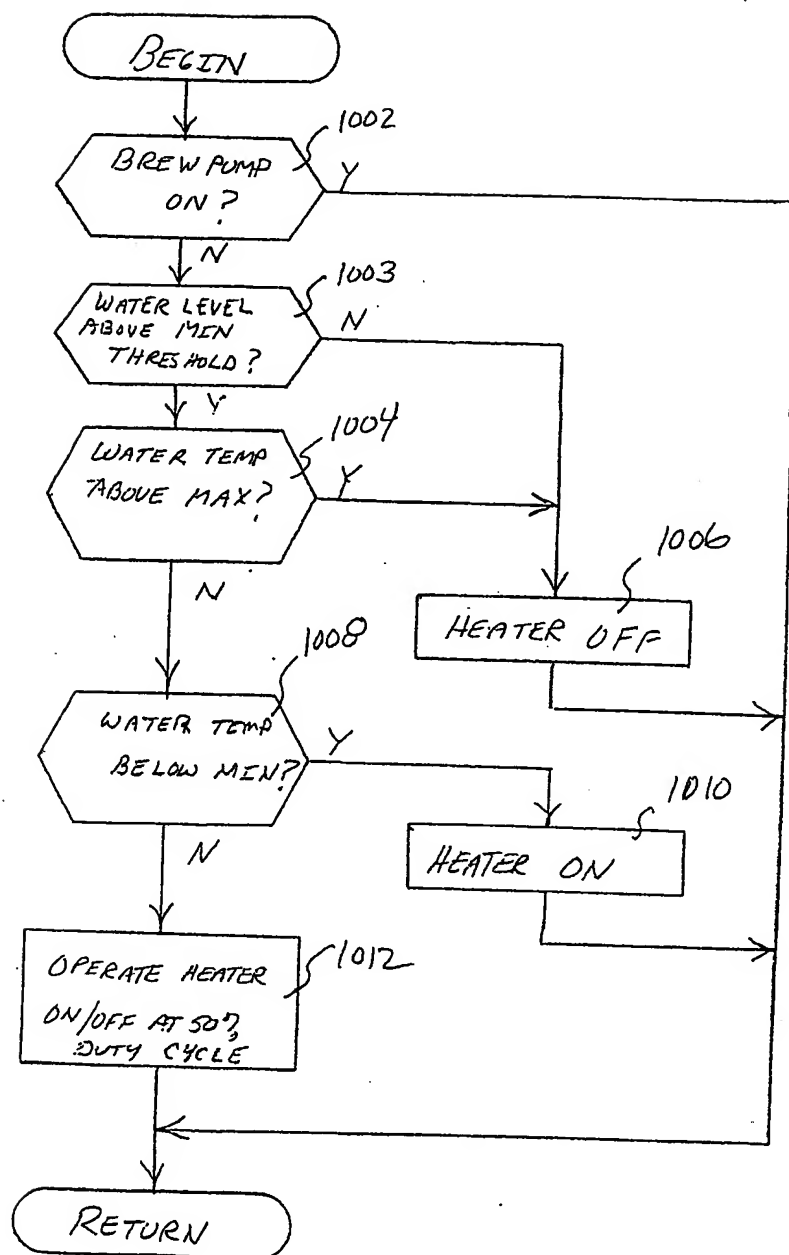 BEGIN
1002
BREW PUMP
ON?
Y
N
1003
WATER LEVEL
ABOVE MIN
THRESHOLD?
N
Y
1004
WATER TEMP
ABOVE MAX?
Y
N
1006
HEATER OFF
1008
WATER TEMP
BELOW MIN?
Y
N
1010
HEATER ON
OPERATE HEATER
ON/OFF AT 50%
DUTY CYCLE
1012
RETURN